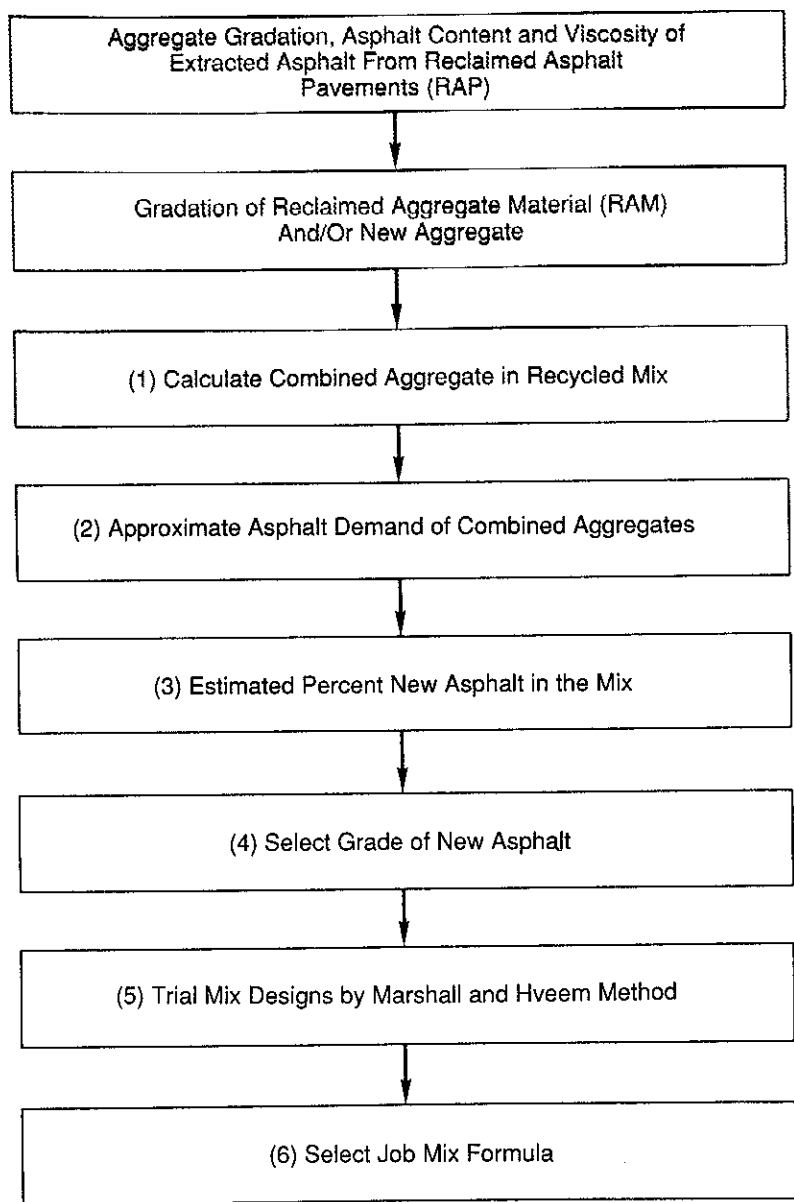 Aggregate Gradation, Asphalt Content and Viscosity of
Extracted Asphalt From Reclaimed Asphalt
Pavements (RAP)
Gradation of Reclaimed Aggregate Material (RAM)
And/Or New Aggregate
(1) Calculate Combined Aggregate in Recycled Mix
(2) Approximate Asphalt Demand of Combined Aggregates
(3) Estimated Percent New Asphalt in the Mix
(4) Select Grade of New Asphalt
(5) Trial Mix Designs by Marshall and Hveem Method
(6) Select Job Mix Formula